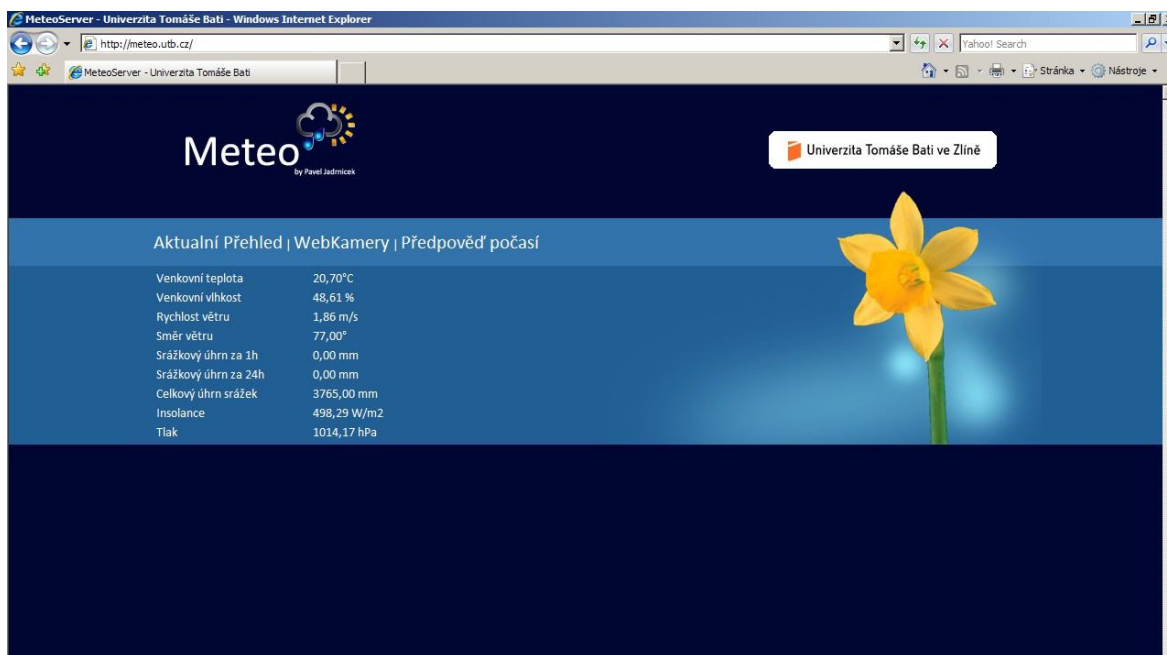 MeteoServer - Univerzita Tomáše Bati - Windows Internet Explorer
http://meteo.utb.cz/
Yahoo! Search
MeteoServer - Univerzita Tomáše Bati
Stránka
Nástroje
Meteo
by Pavel Jadrnicek
Univerzita Tomáše Bati ve Zlíně
Aktualní Přehled | WebKamery | Předpověď počasí
Venkovní teplota 20,70°C
Venkovní vlhkost 48,61 %
Rychlost větru 1,86 m/s
Směr větru 77,00°
Srážkový úhrn za 1h 0,00 mm
Srážkový úhrn za 24h 0,00 mm
Celkový úhrn srážek 3765,00 mm
Insolance 498,29 W/m2
Tlak 1014,17 hPa